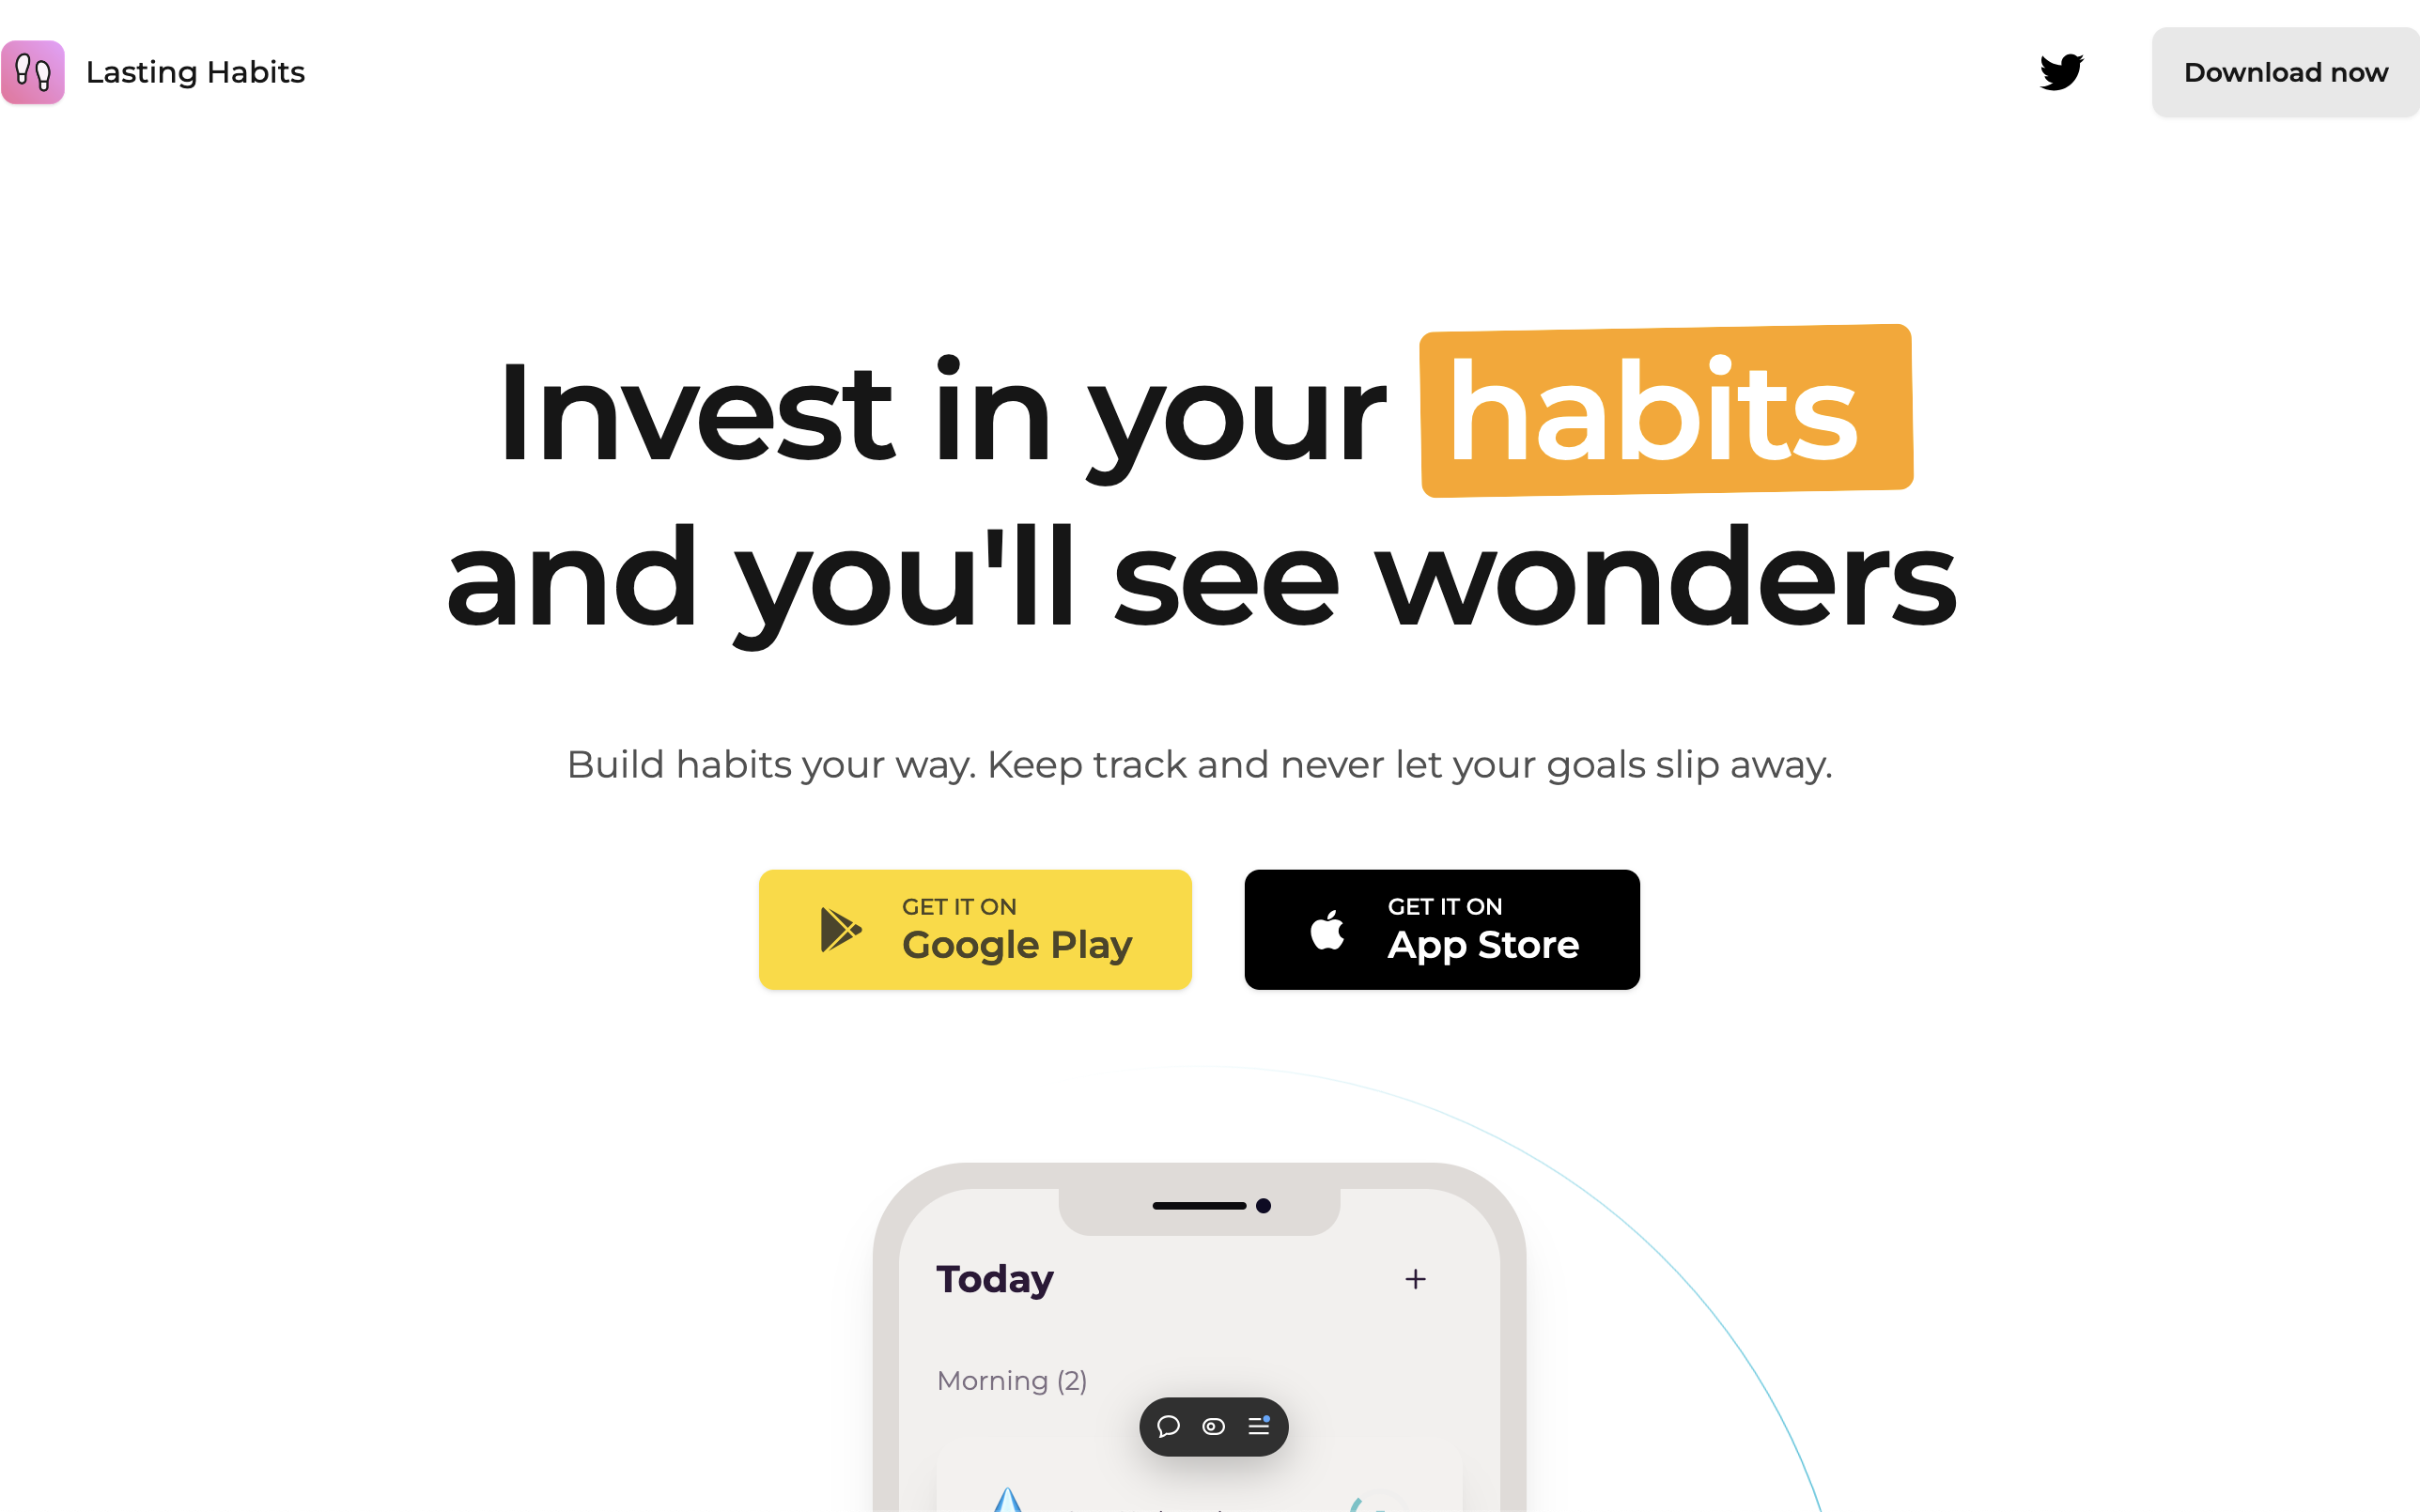 Lasting Habits
Download now
Invest in your habits
and you'll see wonders
Build habits your way. Keep track and never let your goals slip away.
GET IT ON
Google Play
GET IT ON
App Store
Today
Morning (2)